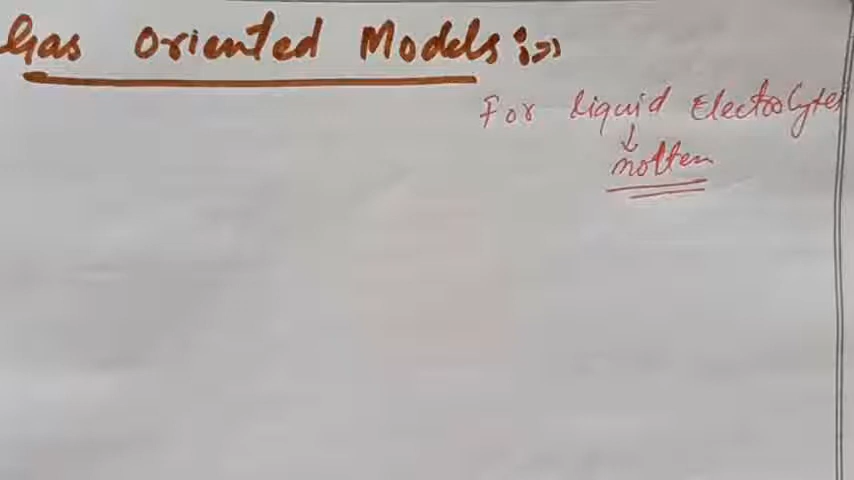 Gas Oriented Models :->
For liquid Electrolytes
↓
molten